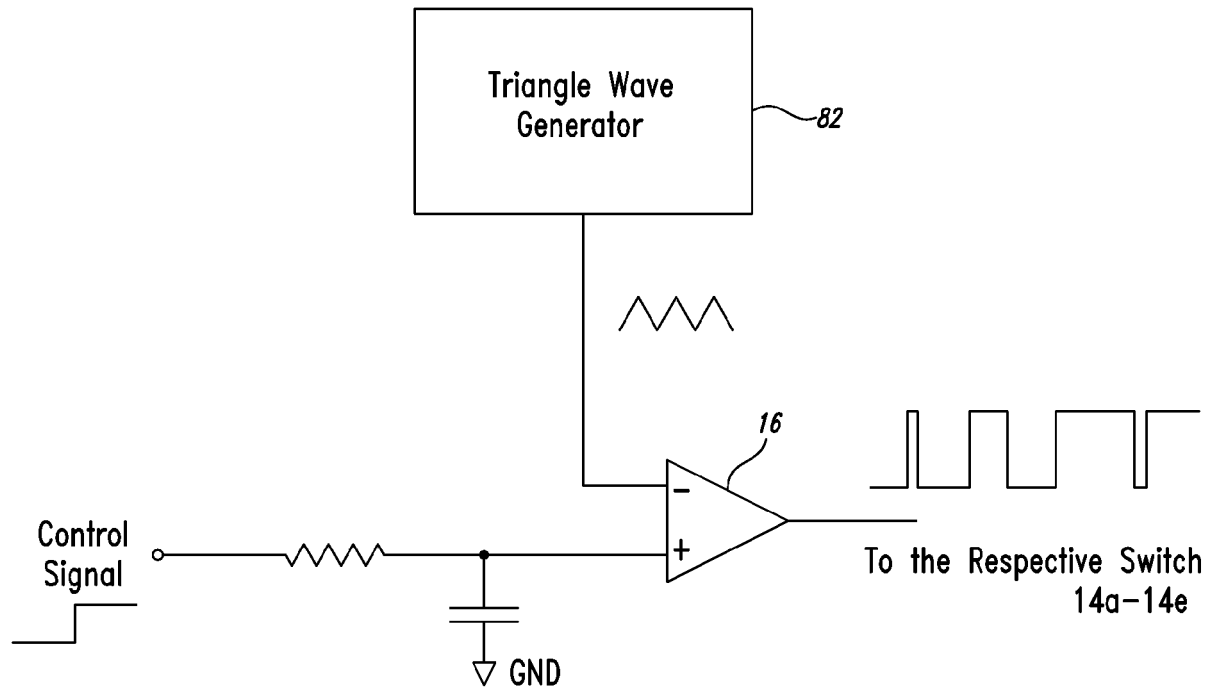 Triangle Wave
Generator
82
16
−
+
Control
Signal
GND
To the Respective Switch
14a-14e